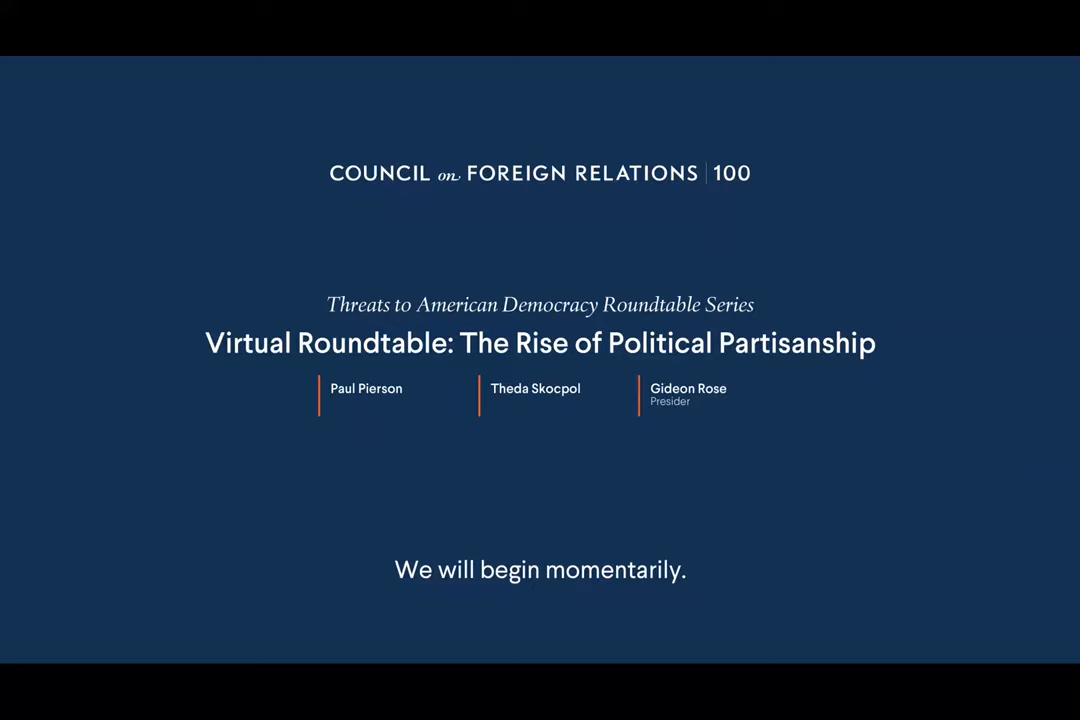 COUNCIL on FOREIGN RELATIONS | 100
Threats to American Democracy Roundtable Series
Virtual Roundtable: The Rise of Political Partisanship
Paul Pierson Theda Skocpol Gideon Rose
Presider
We will begin momentarily.